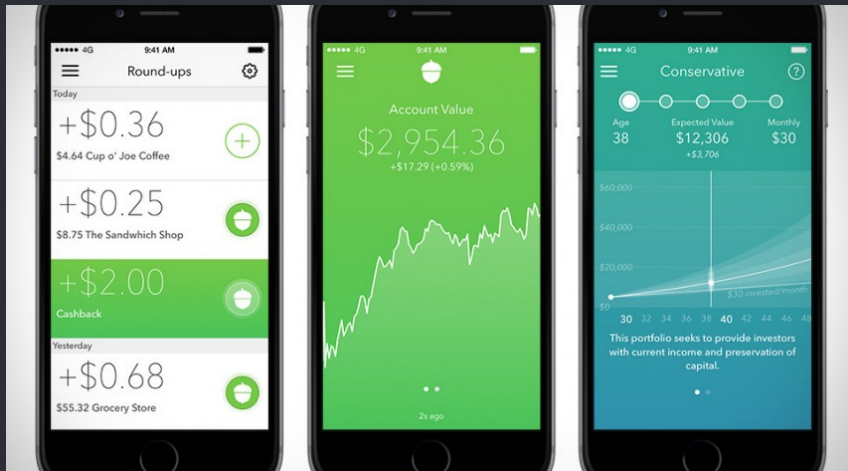 4G 9:41 AM
Round-ups
Today
+$0.36
$4.64 Cup o' Joe Coffee
+$0.25
$8.75 The Sandwhich Shop
+$2.00
Cashback
Yesterday
+$0.68
$55.32 Grocery Store
4G 9:41 AM
Account Value
$2,954.36
+$17.29 (+0.59%)
2s ago
4G 9:41 AM
Conservative ?
Age Expected Value Monthly
38 $12,306 $30
+$3,706
$60,000
$40,000
$20,000
$30 invested/month
$0
30 32 34 36 38 40 42 44 46 48
This portfolio seeks to provide investors
with current income and preservation of
capital.